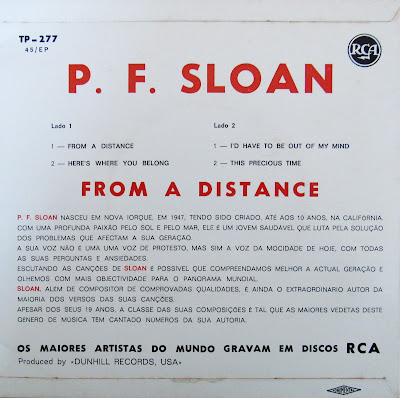 TP-277
45/EP
RCA
P. F. SLOAN
Lado 1
Lado 2
1 — FROM A DISTANCE
1 — I'D HAVE TO BE OUT OF MY MIND
2 — HERE'S WHERE YOU BELONG
2 — THIS PRECIOUS TIME
FROM A DISTANCE
P. F. SLOAN NASCEU EM NOVA IORQUE, EM 1947, TENDO SIDO CRIADO, ATÉ AOS 10 ANOS, NA CALIFÓRNIA
COM UMA PROFUNDA PAIXÃO PELO SOL E PELO MAR, ELE É UM JOVEM SAUDAVEL QUE LUTA PELA SOLUÇÃO
DOS PROBLEMAS QUE AFECTAM A SUA GERAÇÃO.
A SUA VOZ NÃO É UMA UMA VOZ DE PROTESTO, MAS SIM A VOZ DA MOCIDADE DE HOJE, COM TODAS
AS SUAS PERGUNTAS E ANSIEDADES.
ESCUTANDO AS CANÇÕES DE SLOAN É POSSIVEL QUE COMPREENDAMOS MELHOR A ACTUAL GERAÇÃO E
OLHEMOS COM MAIS OBJECTIVIDADE PARA O PANORAMA MUNDIAL.
SLOAN, ALEM DE COMPOSITOR DE COMPROVADAS QUALIDADES, É AINDA O EXTRAORDINARIO AUTOR DA
MAIORIA DOS VERSOS DAS SUAS CANÇÕES.
APESAR DOS SEUS 19 ANOS, A CLASSE DAS SUAS COMPOSIÇÕES É TAL QUE AS MAIORES VEDETAS DESTE
GENERO DE MÚSICA TEM CANTADO NÚMEROS DA SUA AUTORIA.
OS MAIORES ARTISTAS DO MUNDO GRAVAM EM DISCOS RCA
Produced by «DUNHILL RECORDS, USA»